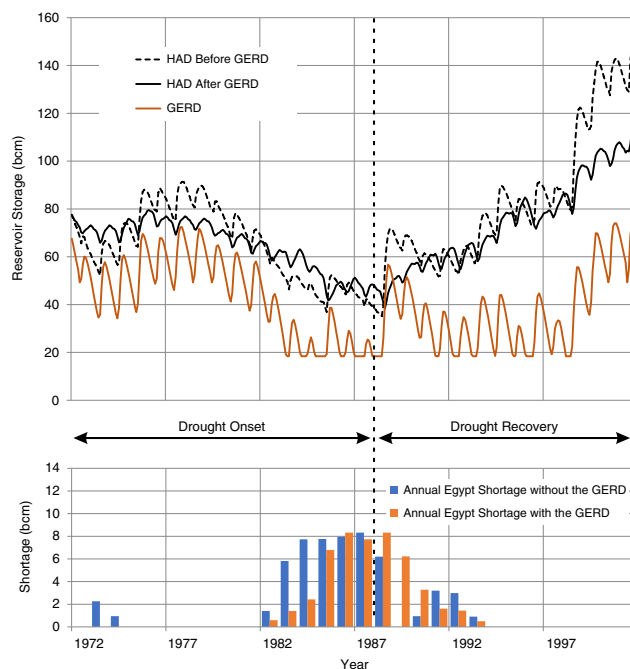 160
140
120
100
80
60
40
20
0
Reservoir Storage (bcm)
HAD Before GERD
HAD After GERD
GERD
Drought Onset
Drought Recovery
14
12
10
8
6
4
2
0
Shortage (bcm)
Annual Egypt Shortage without the GERD
Annual Egypt Shortage with the GERD
1972 1977 1982 1987 1992 1997
Year